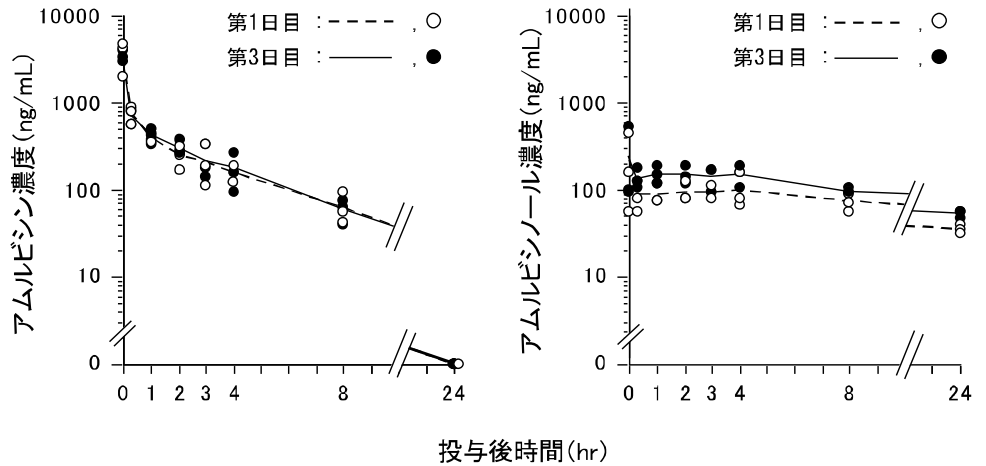 アムルビシン濃度(ng/mL)
10000
1000
100
10
0
第1日目 : , ○
第3日目 : , ●
0 1 2 3 4 8 24
アムルビシノール濃度(ng/mL)
10000
1000
100
10
0
第1日目 : , ○
第3日目 : , ●
0 1 2 3 4 8 24
投与後時間(hr)